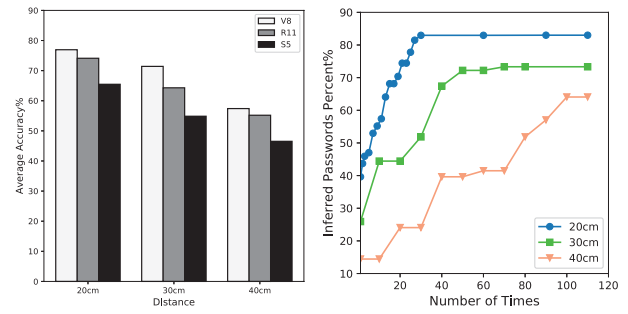 90
80
70
60
50
40
30
20
10
0
Average Accuracy%
V8
R11
S5
20cm
30cm
40cm
DIstance
90
80
70
60
50
40
30
20
10
Inferred Passwords Percent%
20cm
30cm
40cm
20
40
60
80
100
120
Number of Times